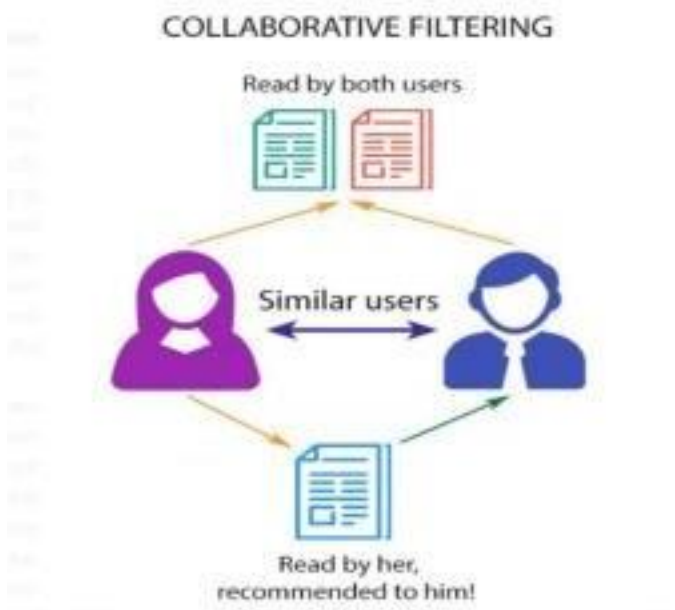 COLLABORATIVE FILTERING
Read by both users
Similar users
Read by her,
recommended to him!